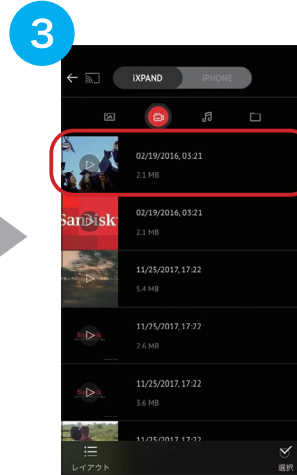 3
iXPAND iPHONE
02/19/2016, 03:21
2.1 MB
SanDisk
02/19/2016, 03:21
2.1 MB
11/25/2017, 17:22
5.4 MB
11/25/2017, 17:22
2.6 MB
11/25/2017, 17:22
3.6 MB
11/25/2017, 17:22
レイアウト 選択